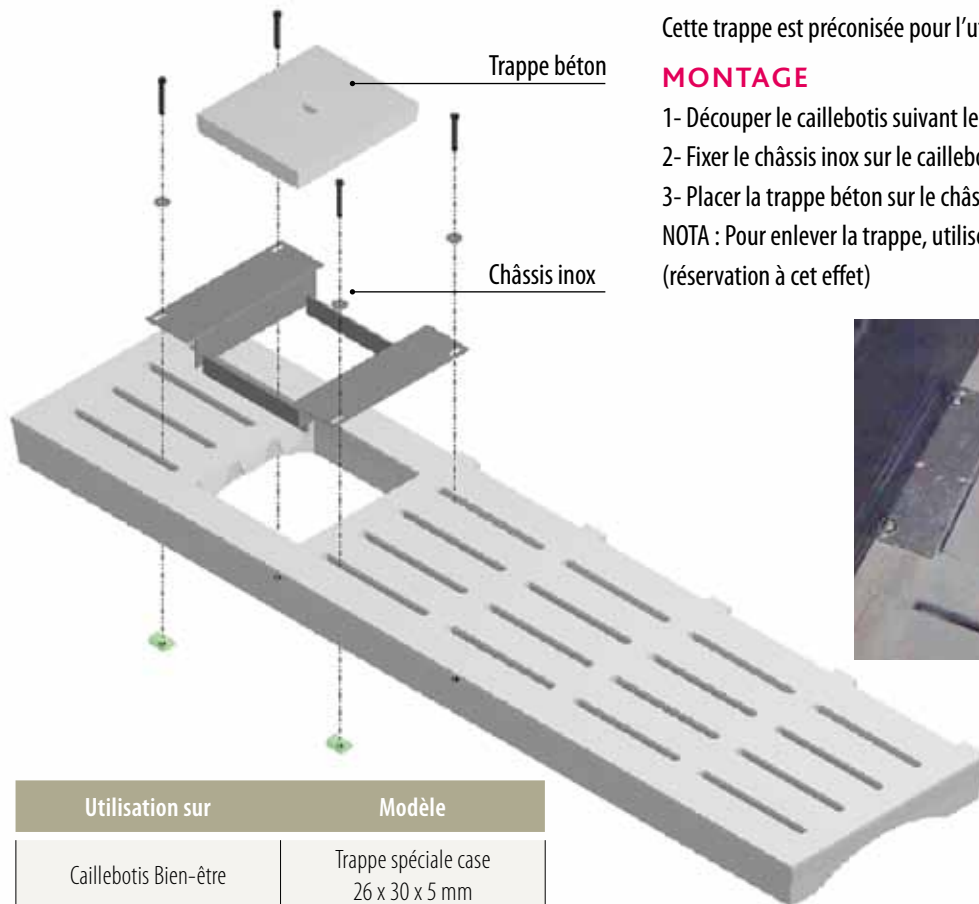 Cette trappe est préconisée pour l'u
MONTAGE
1- Découper le caillebotis suivant le
2- Fixer le châssis inox sur le caillebo
3- Placer la trappe béton sur le châs
NOTA : Pour enlever la trappe, utilise
(réservation à cet effet)
Trappe béton
Châssis inox
Utilisation sur Modèle
Caillebotis Bien-être Trappe spéciale case
26 x 30 x 5 mm